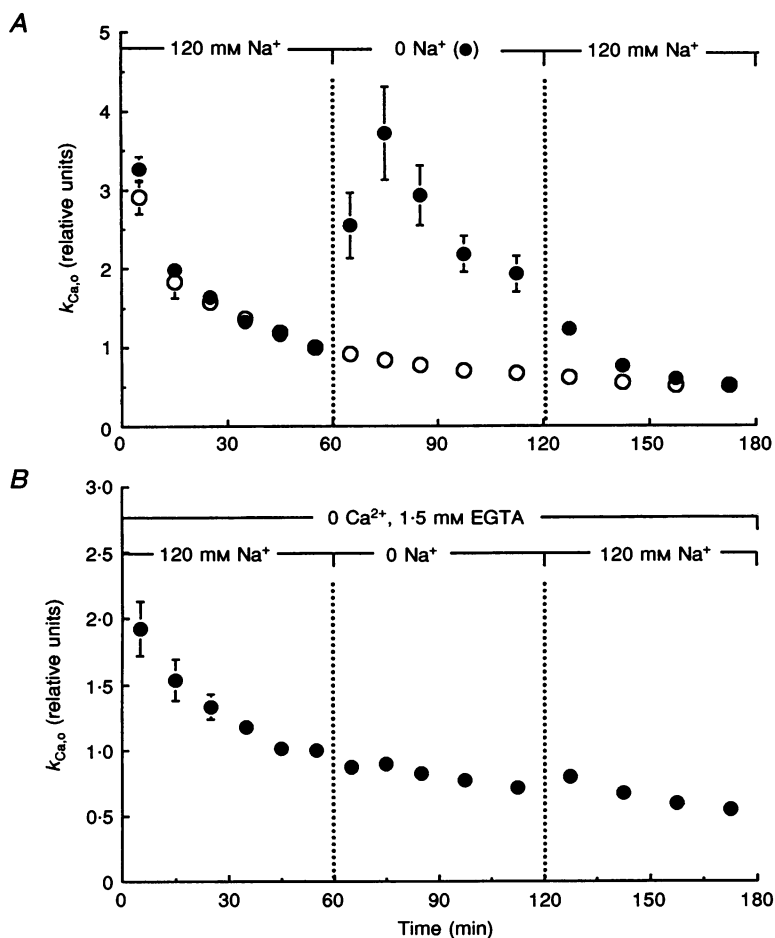 A
5
120 mM Na+
0 Na+ (●)
120 mM Na+
4
3
2
1
0
kCa,o (relative units)
0 30 60 90 120 150 180
B
3·0
0 Ca2+, 1·5 mM EGTA
2·5
120 mM Na+
0 Na+
120 mM Na+
2·0
1·5
1·0
0·5
0
kCa,o (relative units)
0 30 60 90 120 150 180
Time (min)